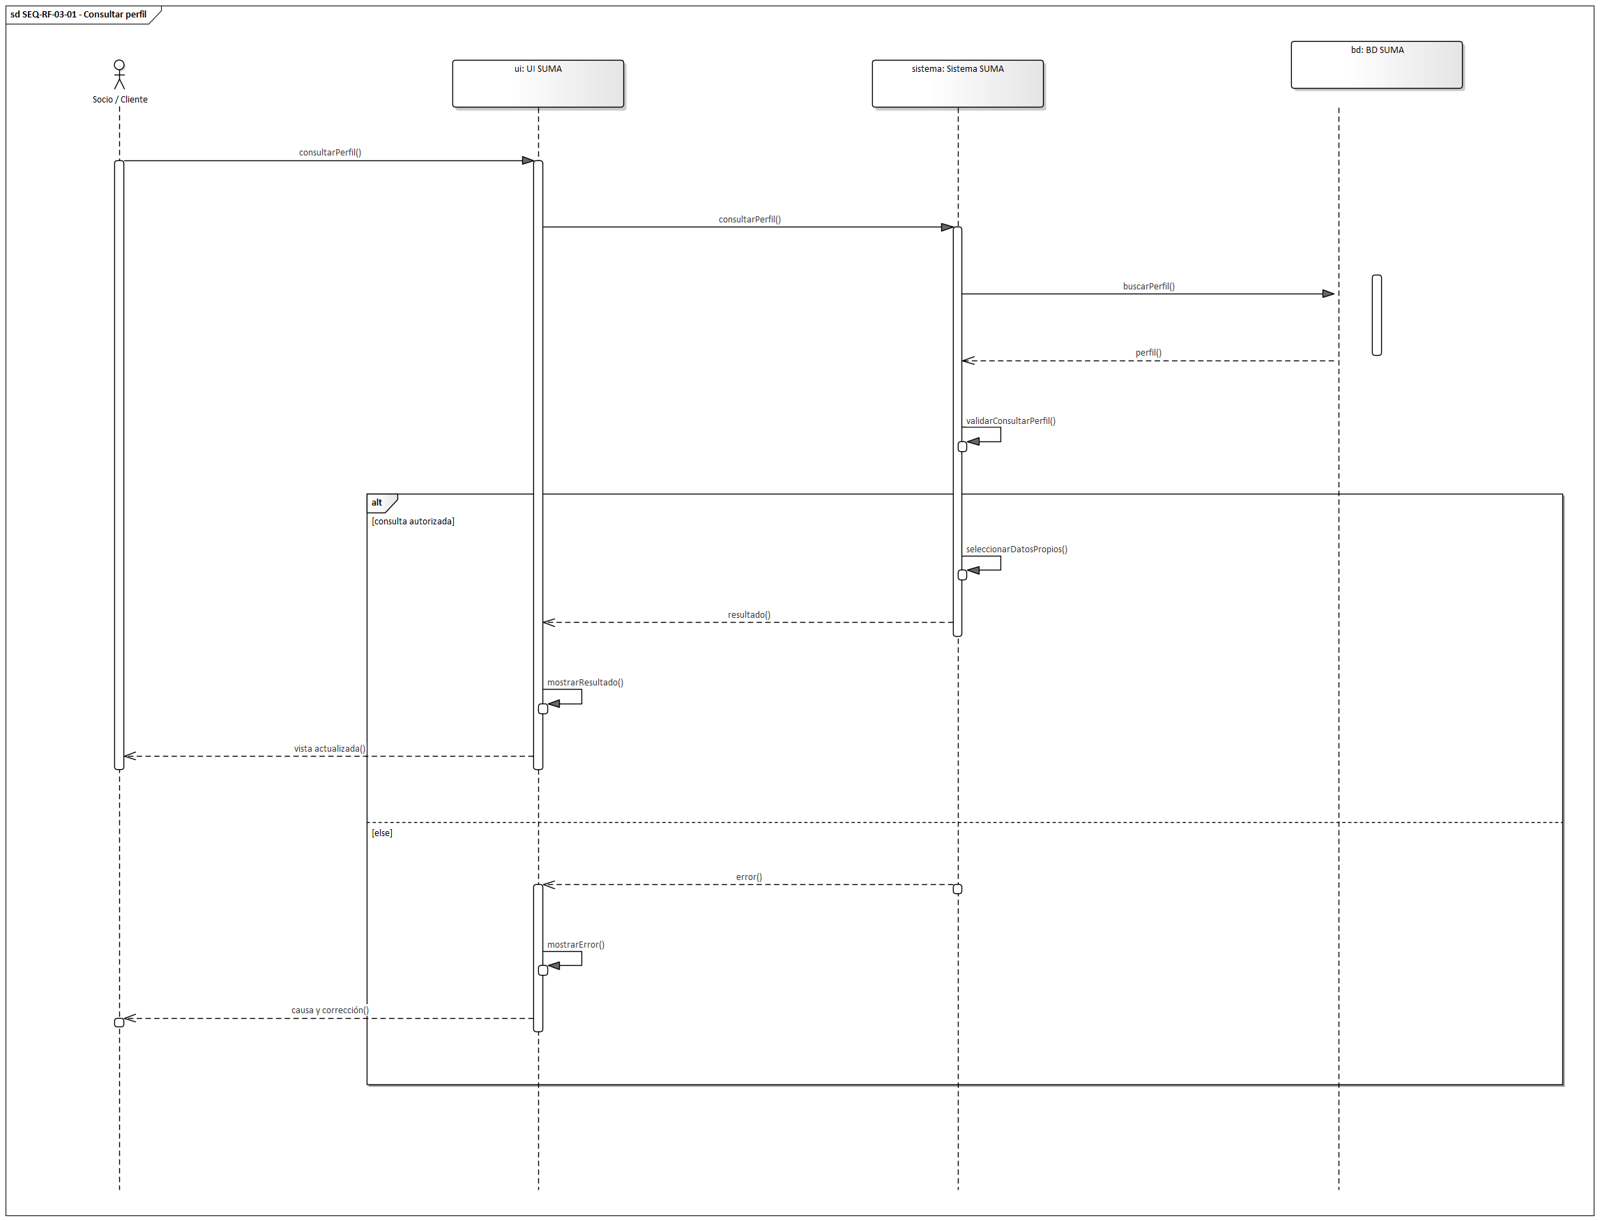 sd SEQ-RF-03-01 - Consultar perfil
bd: BD SUMA
ui: UI SUMA
sistema: Sistema SUMA
Socio / Cliente
consultarPerfil()
consultarPerfil()
buscarPerfil()
perfil()
validarConsultarPerfil()
alt
[consulta autorizada]
seleccionarDatosPropios()
resultado()
mostrarResultado()
vista actualizada()
[else]
error()
mostrarError()
causa y corrección()